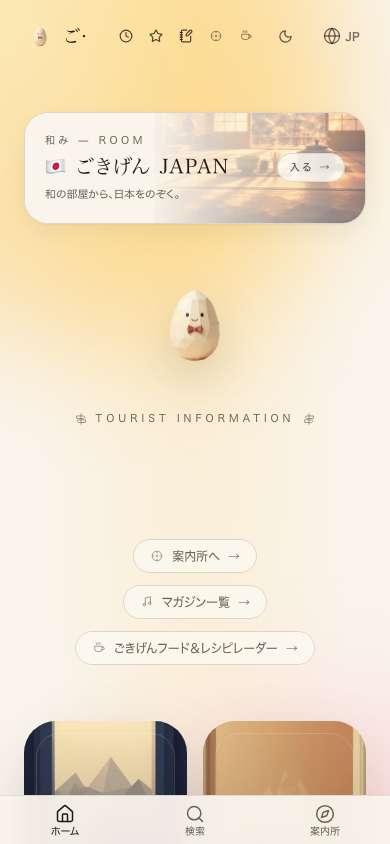 ご·
JP
和み — ROOM
🇯🇵 ごきげん JAPAN
入る →
和の部屋から、日本をのぞく。
TOURIST INFORMATION
案内所へ →
マガジン一覧 →
ごきげんフード&レシピレーダー →
ホーム
検索
案内所